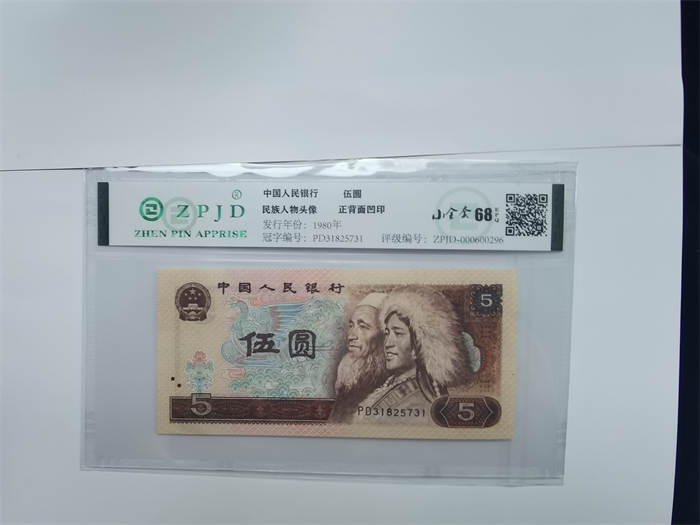 ZPJD
ZHEN PIN APPRISE
中国人民银行 伍圆
民族人物头像 正背面凹印
发行年份: 1980年
冠字编号: PD31825731
68 EPQ
评级编号: ZPJD-000600296
中国人民银行
5
伍圆
5
PD31825731
5